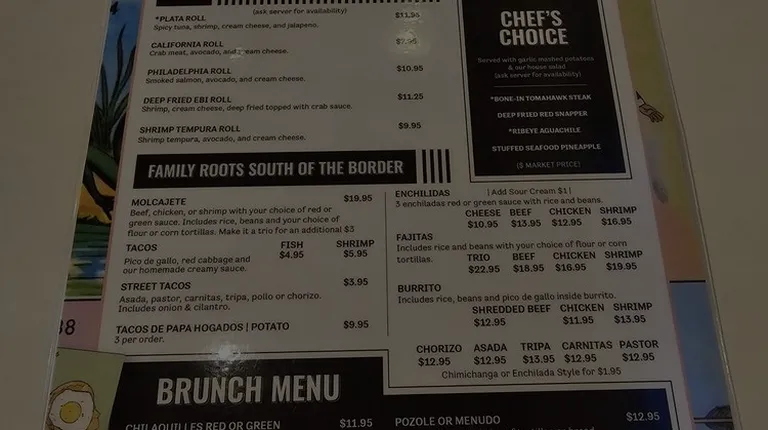 (ask server for availability)
*PLATA ROLL $11.95
Spicy tuna, shrimp, cream cheese, and jalapeno.
CALIFORNIA ROLL
Crab meat, avocado, and cream cheese.
PHILADELPHIA ROLL $10.95
Smoked salmon, avocado, and cream cheese.
DEEP FRIED EBI ROLL $11.25
Shrimp, cream cheese, deep fried topped with crab sauce.
SHRIMP TEMPURA ROLL $9.95
Shrimp tempura, avocado, and cream cheese.
CHEF'S
CHOICE
Served with garlic mashed potatoes
& our house salad
(ask server for availability)
*BONE-IN TOMAHAWK STEAK
DEEP FRIED RED SNAPPER
*RIBEYE AGUACHILE
STUFFED SEAFOOD PINEAPPLE
($ MARKET PRICE)
FAMILY ROOTS SOUTH OF THE BORDER
MOLCAJETE $19.95
Beef, chicken, or shrimp with your choice of red or
green sauce. Includes rice, beans and your choice of
flour or corn tortillas. Make it a trio for an additional $3
TACOS FISH SHRIMP
$4.95 $5.95
Pico de gallo, red cabbage and
our homemade creamy sauce.
STREET TACOS $3.95
Asada, pastor, carnitas, tripa, pollo or chorizo.
Includes onion & cilantro.
TACOS DE PAPA HOGADOS | POTATO $9.95
3 per order.
ENCHILIDAS | Add Sour Cream $1 |
3 enchiladas red or green sauce with rice and beans.
CHEESE BEEF CHICKEN SHRIMP
$10.95 $13.95 $12.95 $16.95
FAJITAS
Includes rice and beans with your choice of flour or corn
tortillas. TRIO BEEF CHICKEN SHRIMP
$22.95 $18.95 $16.95 $19.95
BURRITO
Includes rice, beans and pico de gallo inside burrito.
SHREDDED BEEF CHICKEN SHRIMP
$12.95 $11.95 $13.95
CHORIZO ASADA TRIPA CARNITAS PASTOR
$12.95 $12.95 $13.95 $12.95 $12.95
Chimichanga or Enchilada Style for $1.95
38
BRUNCH MENU
CHILAQUILLES RED OR GREEN $11.95
POZOLE OR MENUDO $12.95